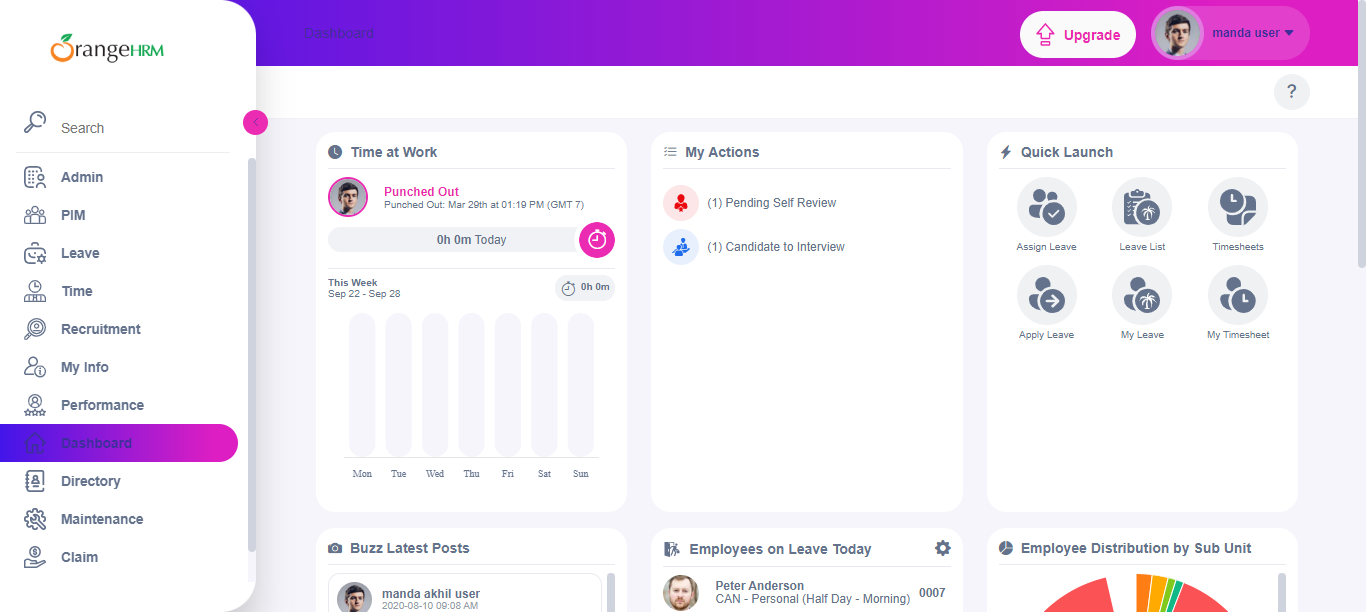 OrangeHRM
Search
Admin
PIM
Leave
Time
Recruitment
My Info
Performance
Dashboard
Directory
Maintenance
Claim
Dashboard
Upgrade
manda user
?
Time at Work
Punched Out
Punched Out: Mar 29th at 01:19 PM (GMT 7)
0h 0m Today
This Week
Sep 22 - Sep 28
0h 0m
Mon Tue Wed Thu Fri Sat Sun
My Actions
(1) Pending Self Review
(1) Candidate to Interview
Quick Launch
Assign Leave Leave List Timesheets
Apply Leave My Leave My Timesheet
Buzz Latest Posts
manda akhil user
2020-08-10 09:08 AM
Employees on Leave Today
Peter Anderson
CAN - Personal (Half Day - Morning) 0007
Employee Distribution by Sub Unit